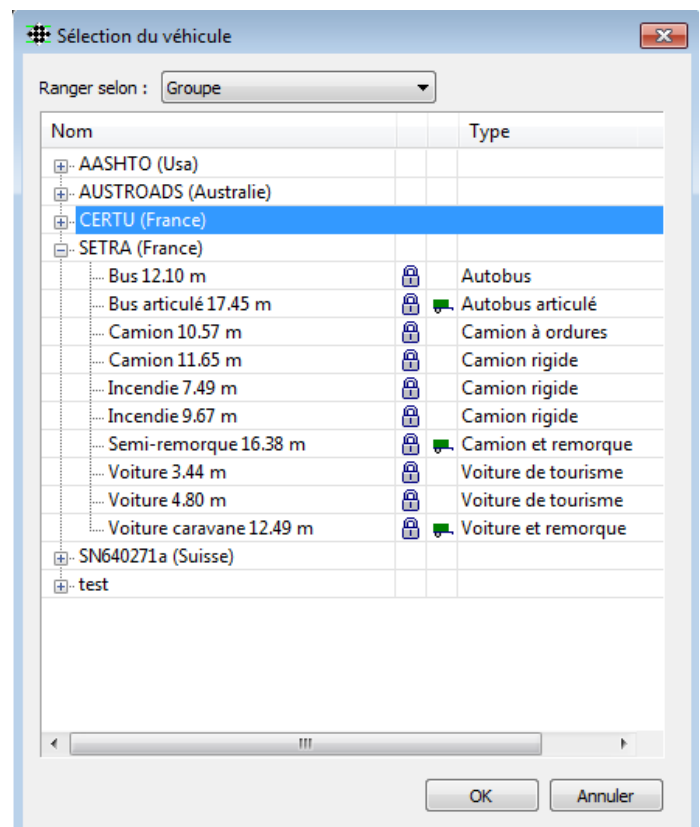 Sélection du véhicule
Ranger selon : Groupe
Nom Type
AASHTO (Usa)
AUSTROADS (Australie)
CERTU (France)
SETRA (France)
Bus 12.10 m Autobus
Bus articulé 17.45 m Autobus articulé
Camion 10.57 m Camion à ordures
Camion 11.65 m Camion rigide
Incendie 7.49 m Camion rigide
Incendie 9.67 m Camion rigide
Semi-remorque 16.38 m Camion et remorque
Voiture 3.44 m Voiture de tourisme
Voiture 4.80 m Voiture de tourisme
Voiture caravane 12.49 m Voiture et remorque
SN640271a (Suisse)
test
OK Annuler